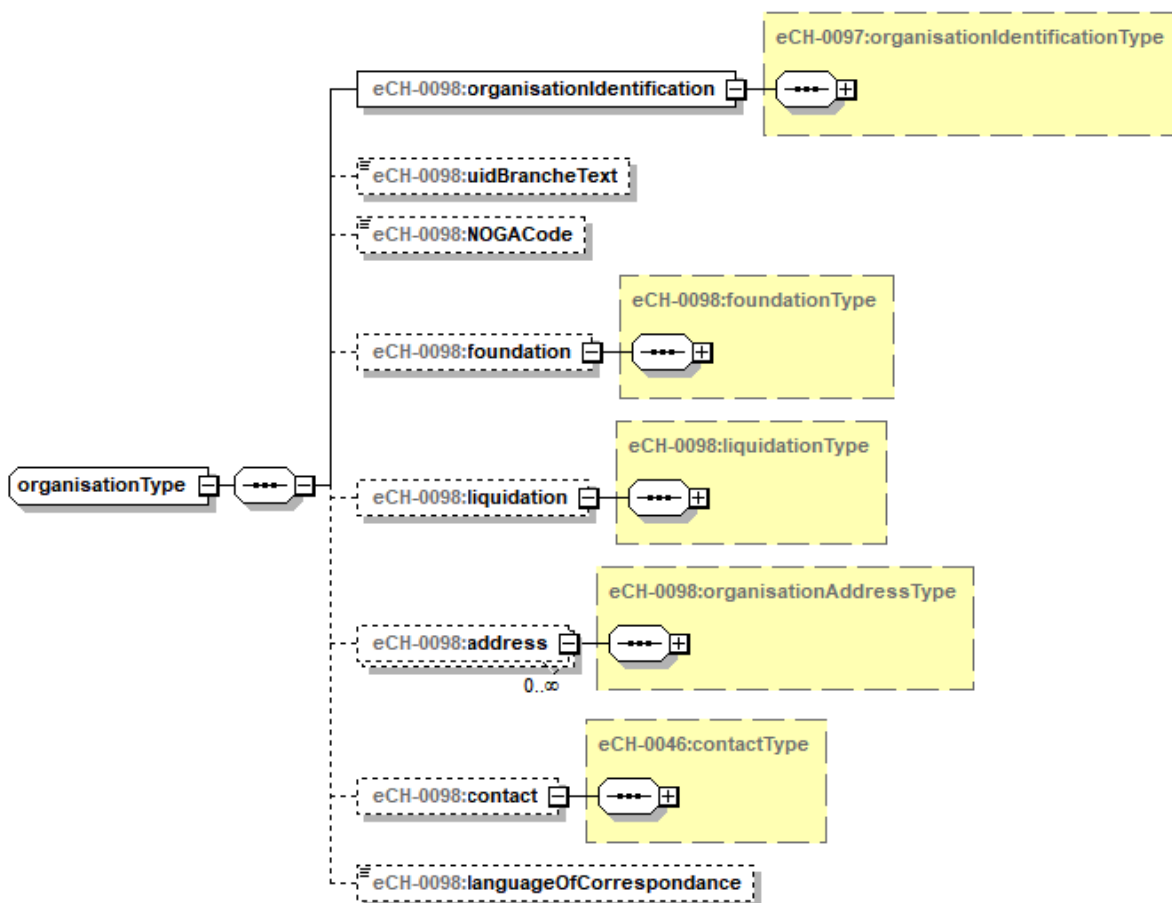 eCH-0097:organisationIdentificationType
eCH-0098:organisationIdentification
eCH-0098:uidBrancheText
eCH-0098:NOGACode
eCH-0098:foundationType
eCH-0098:foundation
eCH-0098:liquidationType
organisationType
eCH-0098:liquidation
eCH-0098:organisationAddressType
eCH-0098:address
0..∞
eCH-0046:contactType
eCH-0098:contact
eCH-0098:languageOfCorrespondance